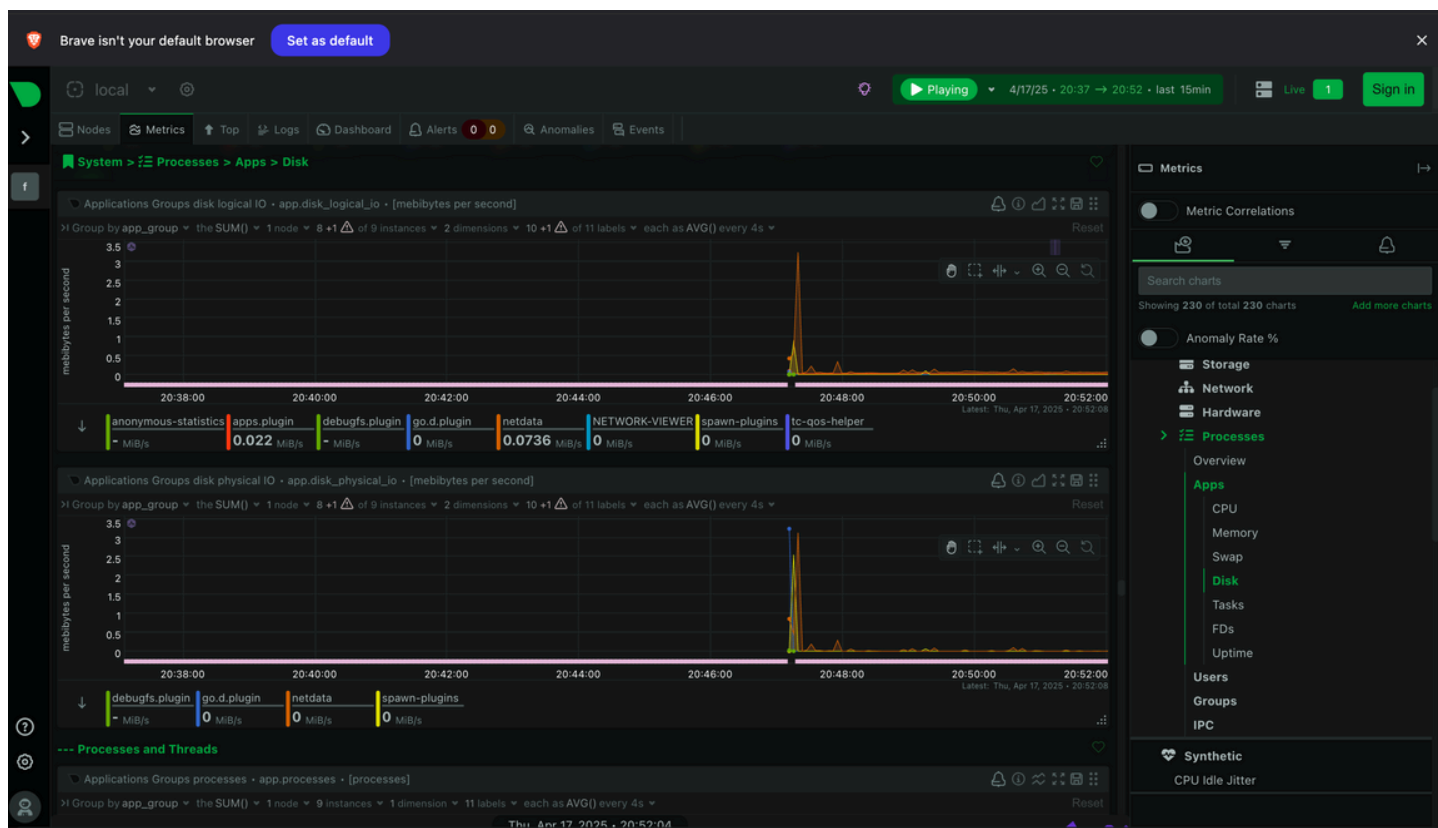 Brave isn't your default browser Set as default
local Playing 4/17/25 • 20:37 → 20:52 • last 15min Live 1 Sign in
Nodes Metrics Top Logs Dashboard Alerts 0 0 Anomalies Events
f
System > Processes > Apps > Disk
Applications Groups disk logical IO • app.disk_logical_io • [mebibytes per second]
Group by app_group the SUM() 1 node 8 +1 of 9 instances 2 dimensions 10 +1 of 11 labels each as AVG() every 4s Reset
mebibytes per second
3.5
3
2.5
2
1.5
1
0.5
0
20:38:00 20:40:00 20:42:00 20:44:00 20:46:00 20:48:00 20:50:00 20:52:00
Latest: Thu, Apr 17, 2025 • 20:52:08
anonymous-statistics apps.plugin debugfs.plugin go.d.plugin netdata NETWORK-VIEWER spawn-plugins tc-qos-helper
- MiB/s 0.022 MiB/s - MiB/s 0 MiB/s 0.0736 MiB/s 0 MiB/s 0 MiB/s 0 MiB/s
Applications Groups disk physical IO • app.disk_physical_io • [mebibytes per second]
Group by app_group the SUM() 1 node 8 +1 of 9 instances 2 dimensions 10 +1 of 11 labels each as AVG() every 4s Reset
mebibytes per second
3.5
3
2.5
2
1.5
1
0.5
0
20:38:00 20:40:00 20:42:00 20:44:00 20:46:00 20:48:00 20:50:00 20:52:00
Latest: Thu, Apr 17, 2025 • 20:52:08
debugfs.plugin go.d.plugin netdata spawn-plugins
- MiB/s 0 MiB/s 0 MiB/s 0 MiB/s
--- Processes and Threads
Applications Groups processes • app.processes • [processes]
Group by app_group the SUM() 1 node 9 instances 1 dimension 11 labels each as AVG() every 4s Reset
Thu, Apr 17, 2025 • 20:52:04
Metrics
Metric Correlations
Search charts
Showing 230 of total 230 charts Add more charts
Anomaly Rate %
Storage
Network
Hardware
Processes
Overview
Apps
CPU
Memory
Swap
Disk
Tasks
FDs
Uptime
Users
Groups
IPC
Synthetic
CPU Idle Jitter